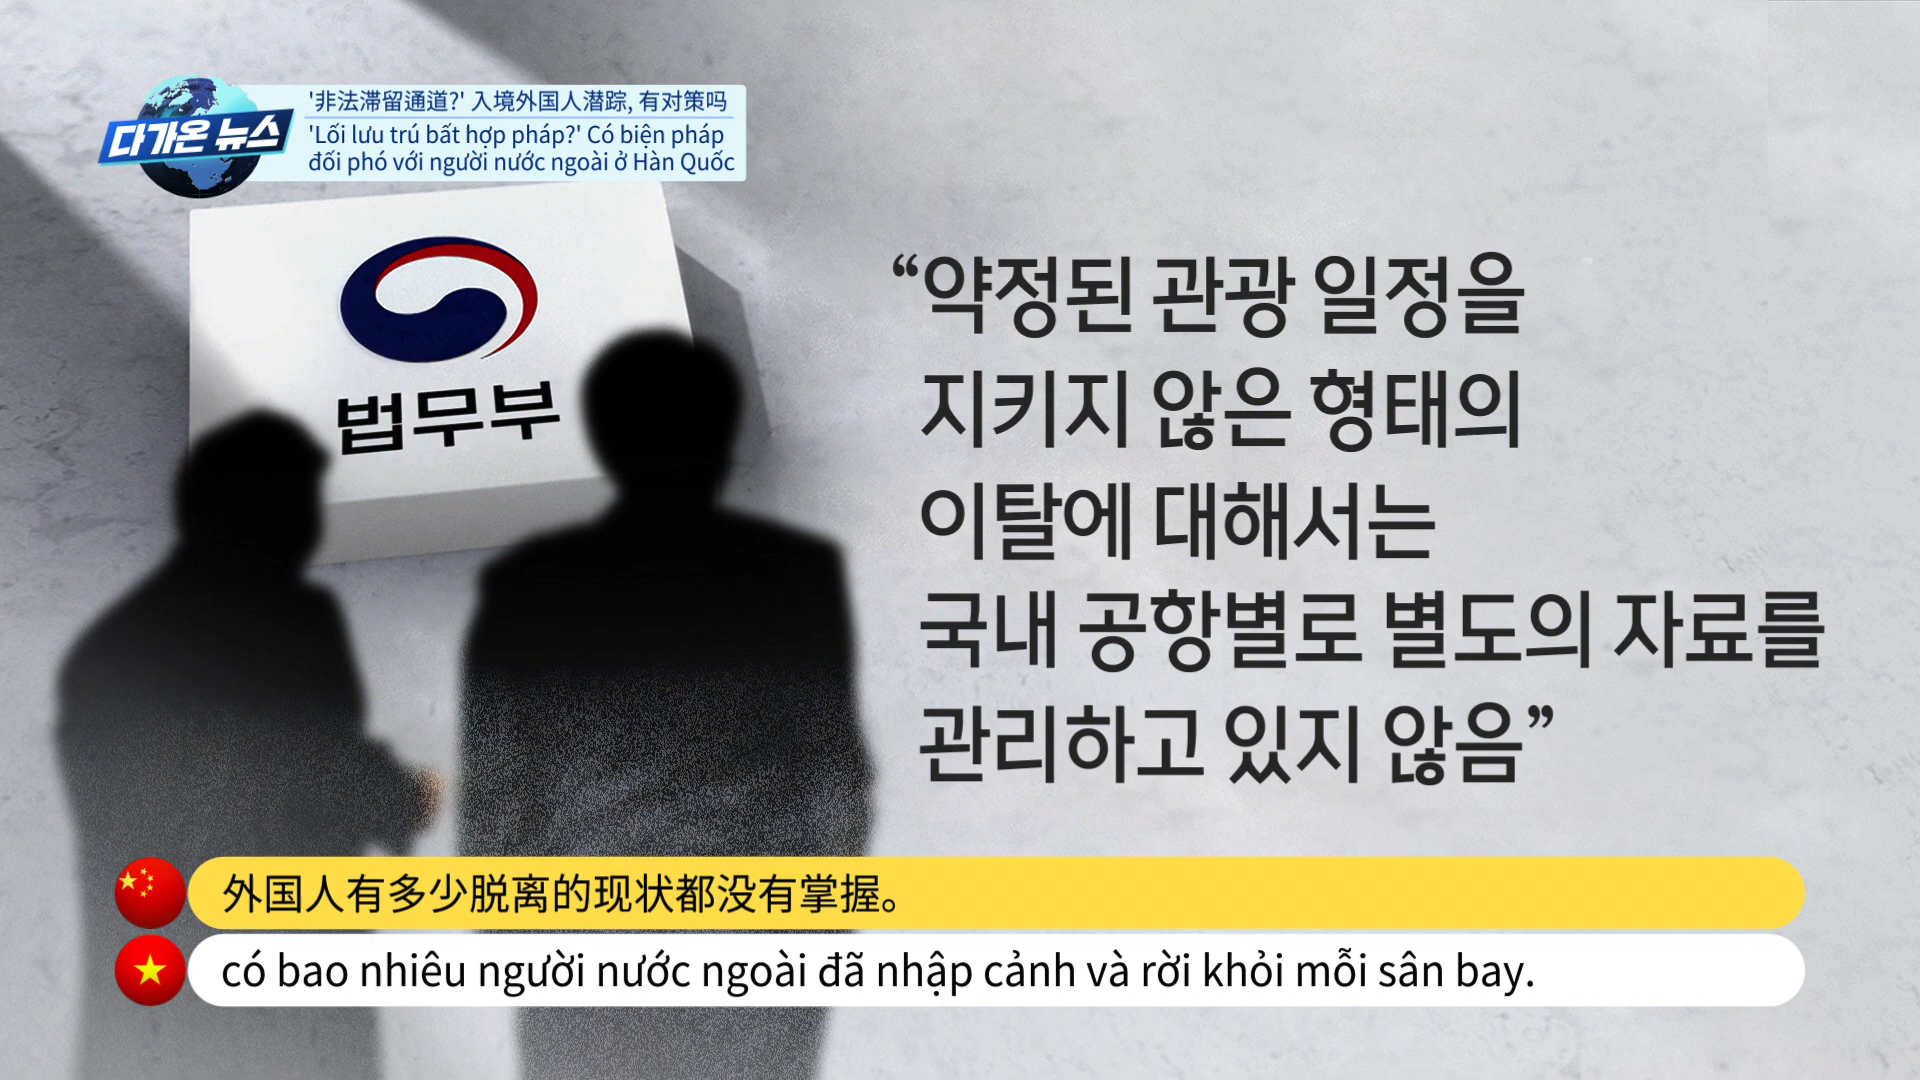 다가온 뉴스
'非法滞留通道?' 入境外国人潜踪, 有对策吗
'Lối lưu trú bất hợp pháp?' Có biện pháp
đối phó với người nước ngoài ở Hàn Quốc
법무부
“약정된 관광 일정을
지키지 않은 형태의
이탈에 대해서는
국내 공항별로 별도의 자료를
관리하고 있지 않음”
外国人有多少脱离的现状都没有掌握。
có bao nhiêu người nước ngoài đã nhập cảnh và rời khỏi mỗi sân bay.